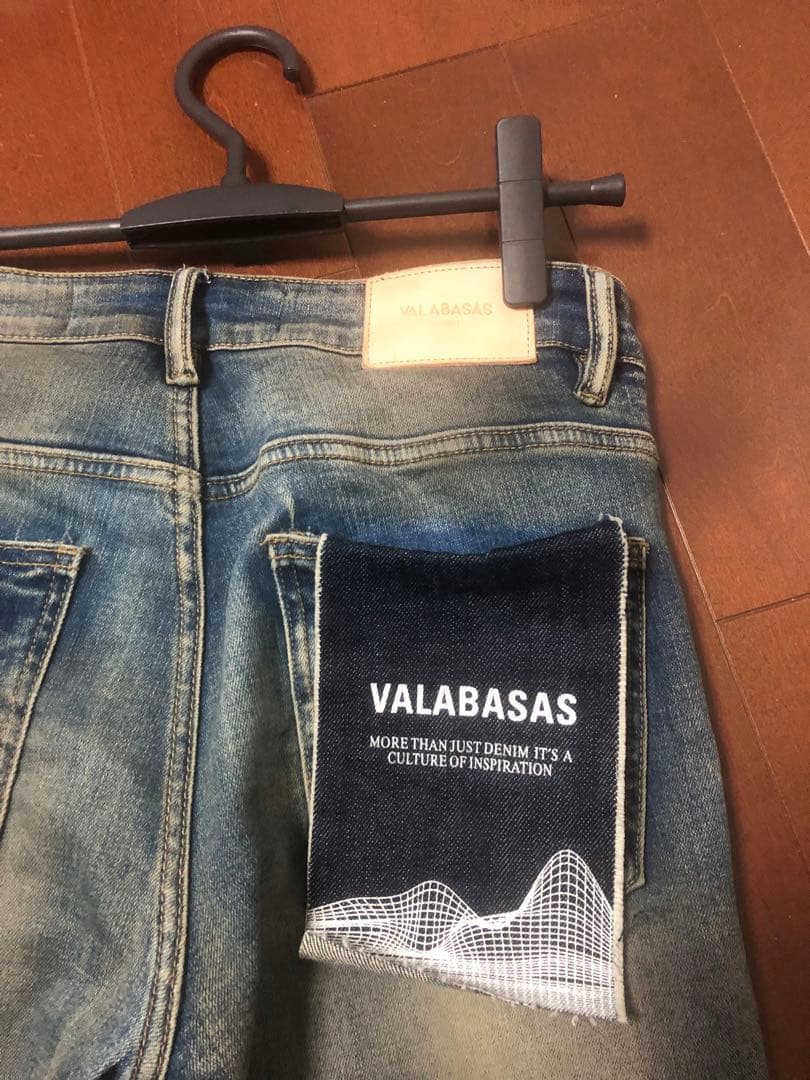 VALABASAS
VALABASAS
MORE THAN JUST DENIM IT'S A
CULTURE OF INSPIRATION